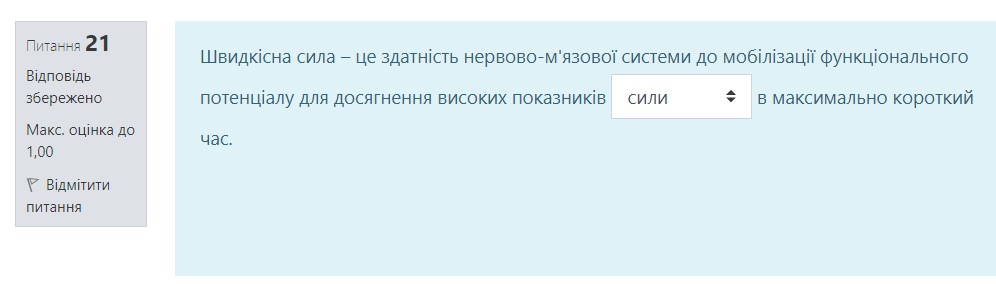 Питання 21
Відповідь
збережено
Макс. оцінка до
1,00
Відмітити
питання
Швидкісна сила – це здатність нервово-м'язової системи до мобілізації функціонального
потенціалу для досягнення високих показників сили в максимально короткий
час.